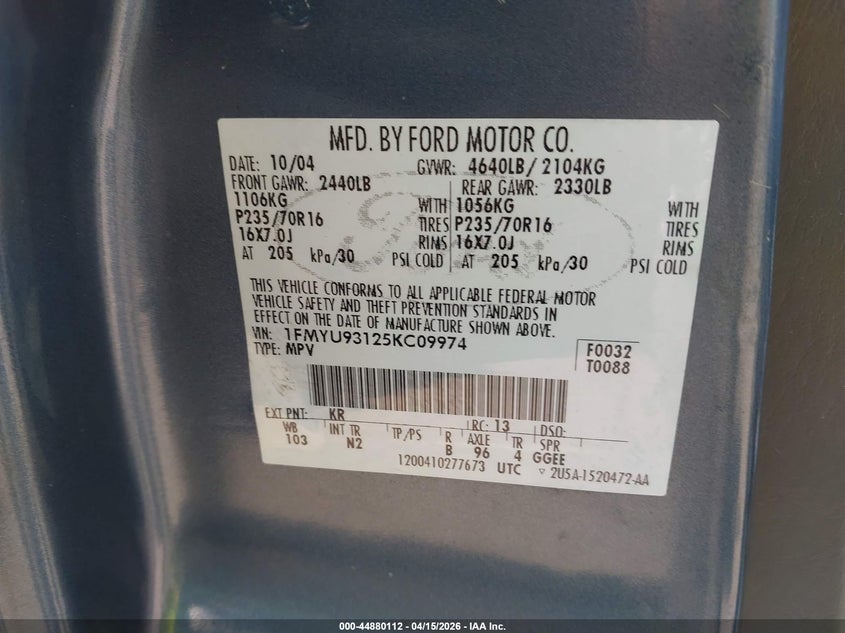 MFD. BY FORD MOTOR CO.
DATE: 10/04 GVWR: 4640LB / 2104KG
FRONT GAWR: 2440LB REAR GAWR: 2330LB
1106KG WITH 1056KG WITH
P235/70R16 TIRES P235/70R16 TIRES
16X7.0J RIMS 16X7.0J RIMS
AT 205 kPa/30 PSI COLD AT 205 kPa/30 PSI COLD
THIS VEHICLE CONFORMS TO ALL APPLICABLE FEDERAL MOTOR
VEHICLE SAFETY AND THEFT PREVENTION STANDARDS IN
EFFECT ON THE DATE OF MANUFACTURE SHOWN ABOVE.
VIN: 1FMYU93125KC09974
TYPE: MPV
F0032
T0088
EXT PNT: KR RC: 13 DSO:
WB INT TR TP/PS R AXLE TR SPR
103 N2 B 96 4 GGEE
1200410277673 UTC 2U5A-1520472-AA
000-44880112 - 04/15/2026 - IAA Inc.